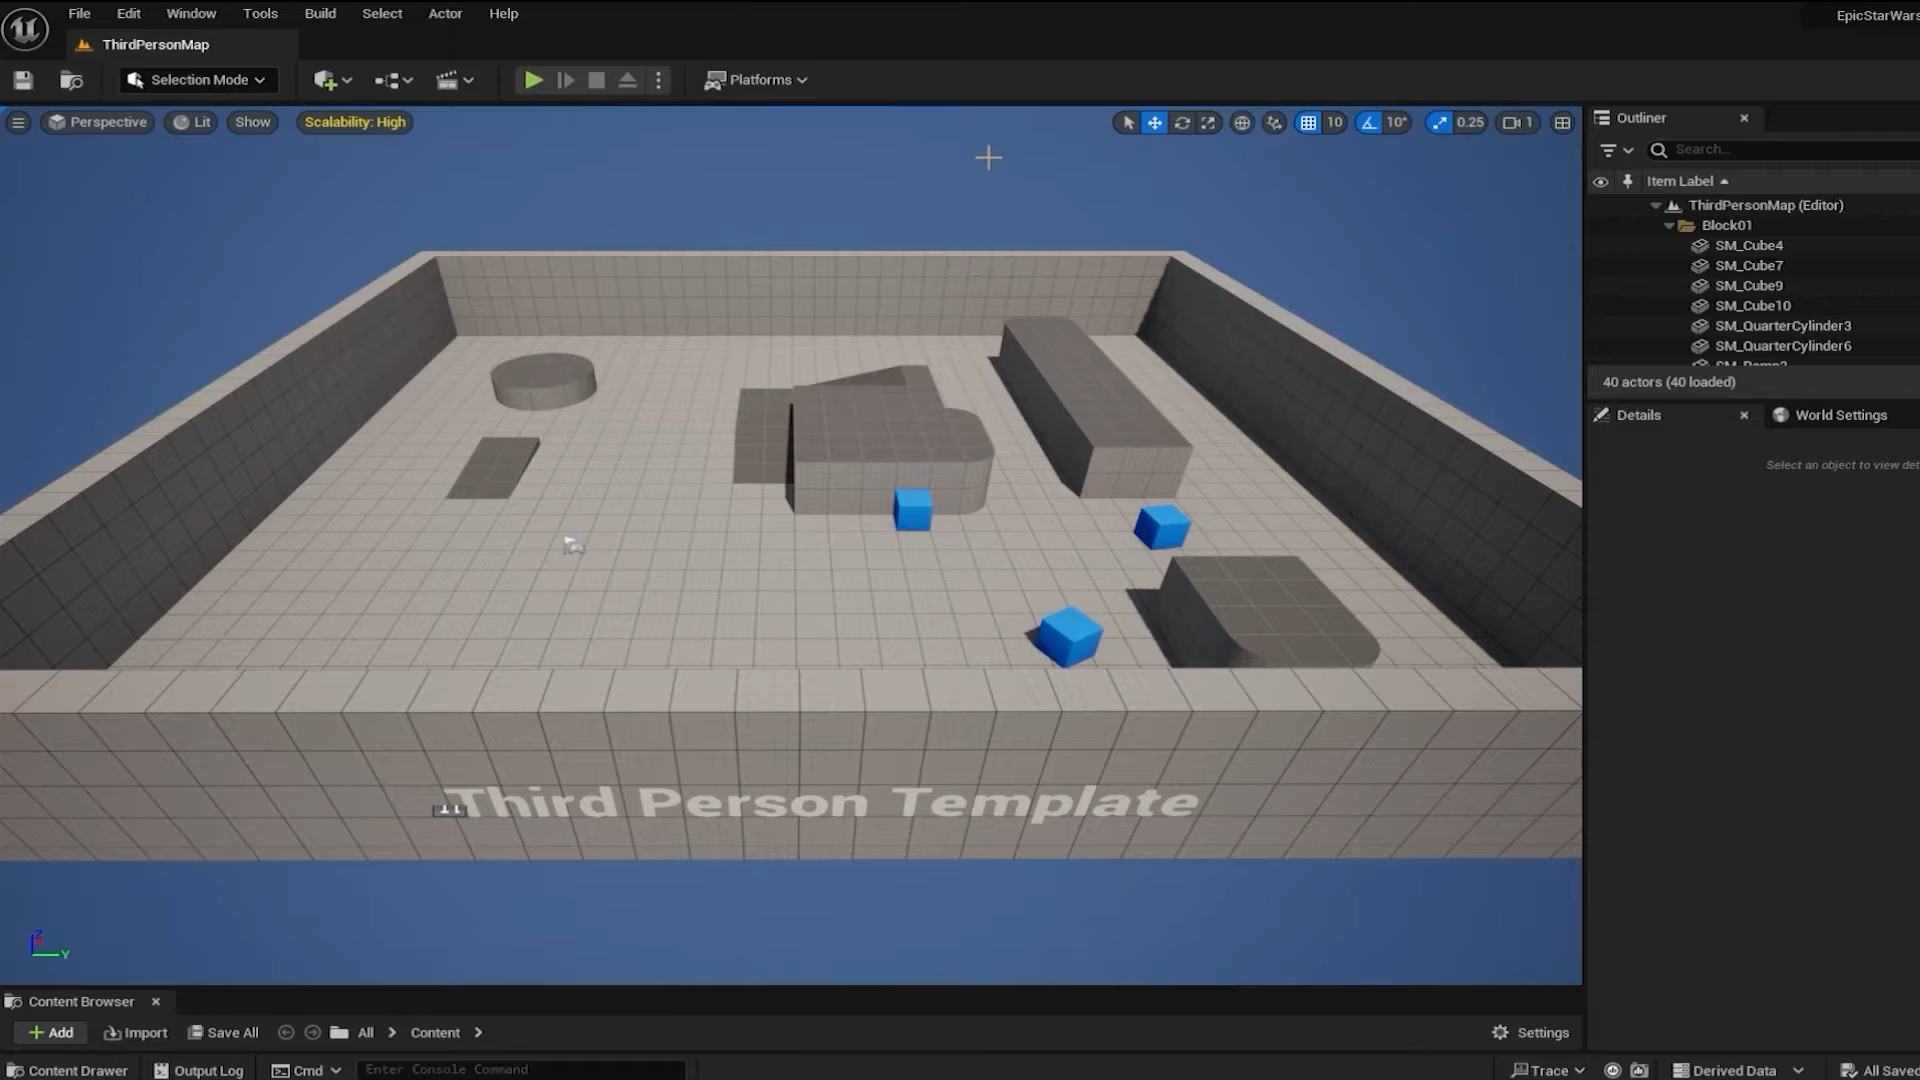 File Edit Window Tools Build Select Actor Help
EpicStarWars
ThirdPersonMap
Selection Mode
Platforms
Perspective Lit Show Scalability: High
10 10° 0.25 1
Outliner
Search...
Item Label
ThirdPersonMap (Editor)
Block01
SM_Cube4
SM_Cube7
SM_Cube9
SM_Cube10
SM_QuarterCylinder3
SM_QuarterCylinder6
40 actors (40 loaded)
Details World Settings
Select an object to view det
Third Person Template
Z
Y
Content Browser
Add Import Save All All Content Settings
Content Drawer Output Log Cmd Enter Console Command Trace Derived Data All Saved